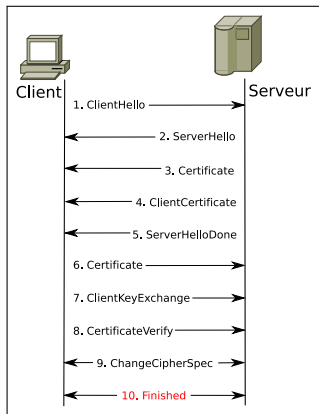 Client
Serveur
1. ClientHello
2. ServerHello
3. Certificate
4. ClientCertificate
5. ServerHelloDone
6. Certificate
7. ClientKeyExchange
8. CertificateVerify
9. ChangeCipherSpec
10. Finished